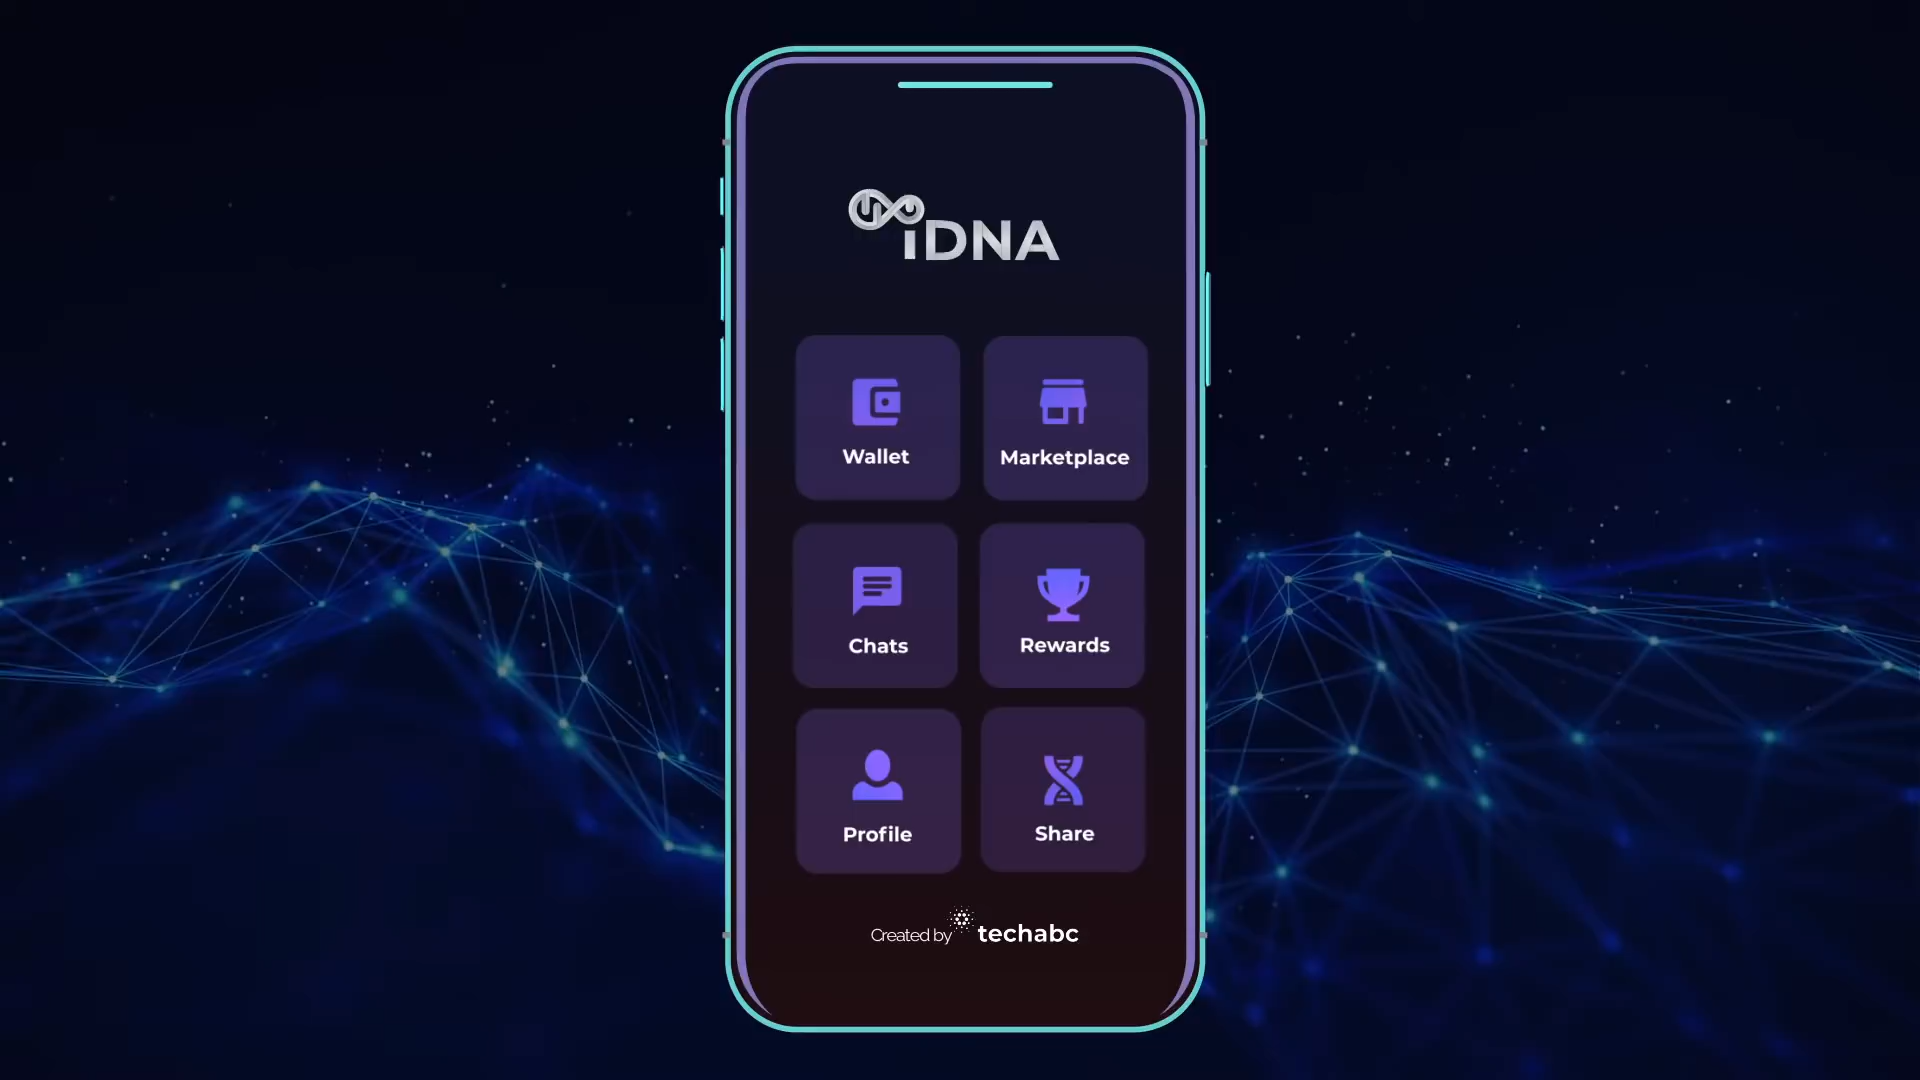 iDNA
Wallet
Marketplace
Chats
Rewards
Profile
Share
Created by techabc